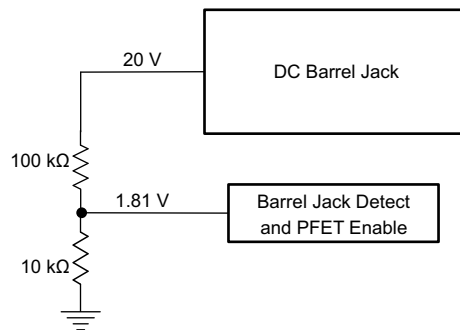 20 V
DC Barrel Jack
100 kΩ
1.81 V
Barrel Jack Detect
and PFET Enable
10 kΩ